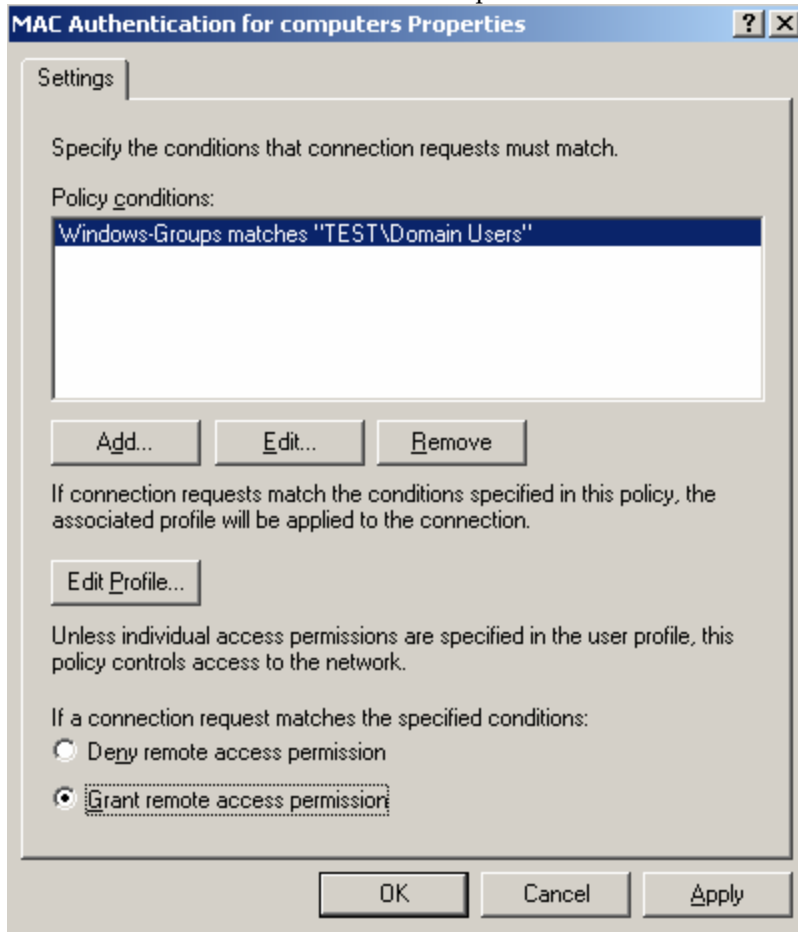 MAC Authentication for computers Properties
Settings
Specify the conditions that connection requests must match.
Policy conditions:
Windows-Groups matches "TEST\Domain Users"
Add... Edit... Remove
If connection requests match the conditions specified in this policy, the
associated profile will be applied to the connection.
Edit Profile...
Unless individual access permissions are specified in the user profile, this
policy controls access to the network.
If a connection request matches the specified conditions:
Deny remote access permission
Grant remote access permission
OK Cancel Apply